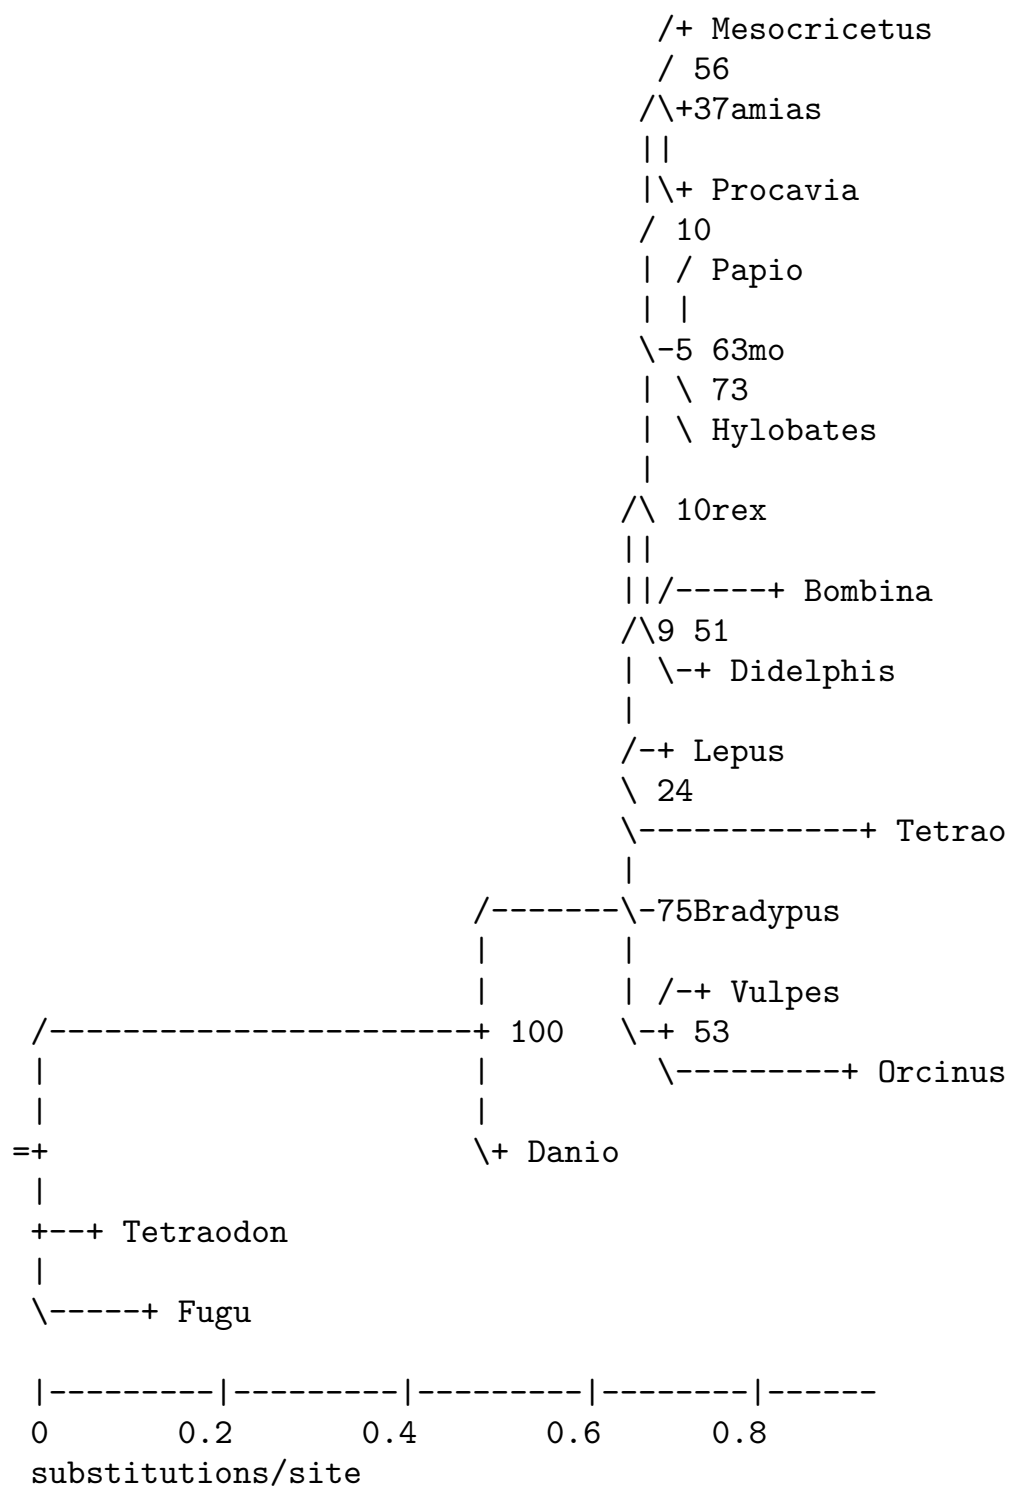 /+ Mesocricetus
/ 56
/\+37amias
||
|\+ Procavia
/ 10
| / Papio
| |
\-5 63mo
| \ 73
| \ Hylobates
|
/\ 10rex
||
||/-----+ Bombina
/\9 51
| \-+ Didelphis
|
/-+ Lepus
\ 24
\------------+ Tetrao
|
/-------\-75Bradypus
| |
| | /-+ Vulpes
/-----------------------+ 100 \-+ 53
| | \---------+ Orcinus
| |
=+ \+ Danio
|
+--+ Tetraodon
|
\-----+ Fugu
|---------|---------|---------|--------|------
0 0.2 0.4 0.6 0.8
substitutions/site